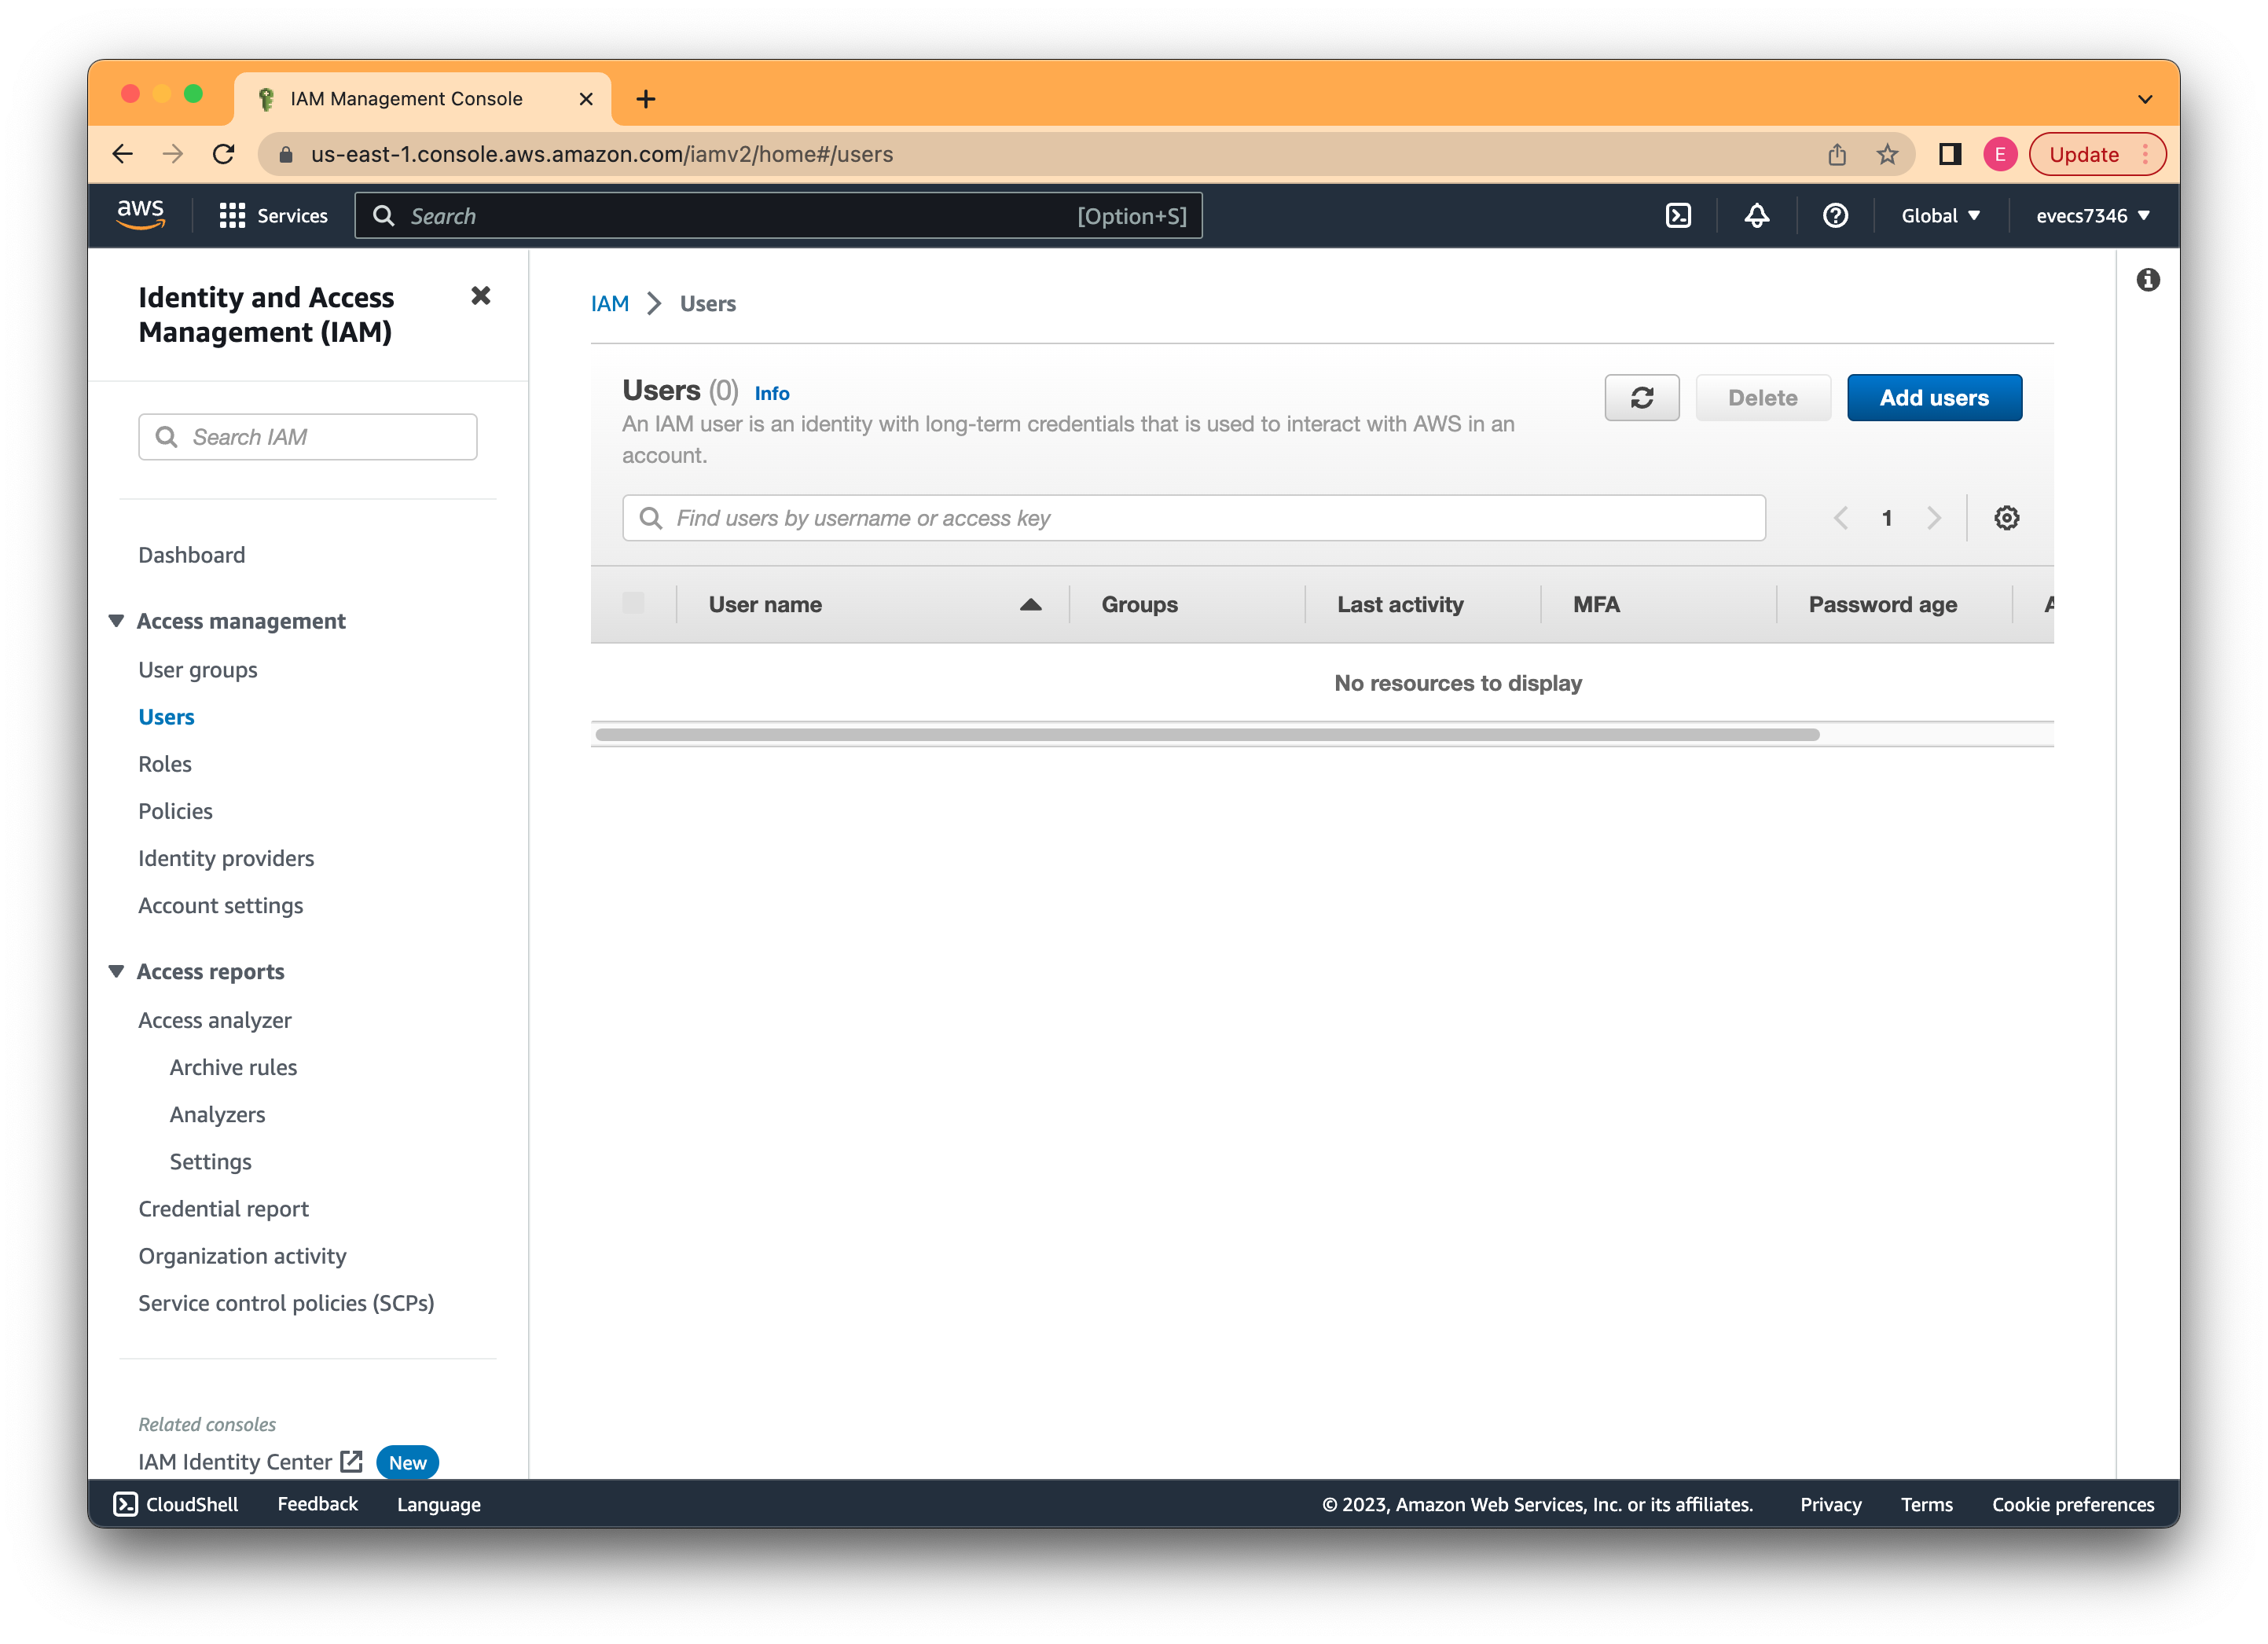 IAM Management Console
us-east-1.console.aws.amazon.com/iamv2/home#/users
E
Update
aws
Services
Search
[Option+S]
Global
evecs7346
Identity and Access
Management (IAM)
Search IAM
Dashboard
Access management
User groups
Users
Roles
Policies
Identity providers
Account settings
Access reports
Access analyzer
Archive rules
Analyzers
Settings
Credential report
Organization activity
Service control policies (SCPs)
Related consoles
IAM Identity Center New
IAM > Users
Users (0) Info
An IAM user is an identity with long-term credentials that is used to interact with AWS in an
account.
Delete
Add users
Find users by username or access key
1
User name Groups Last activity MFA Password age
No resources to display
CloudShell Feedback Language © 2023, Amazon Web Services, Inc. or its affiliates. Privacy Terms Cookie preferences